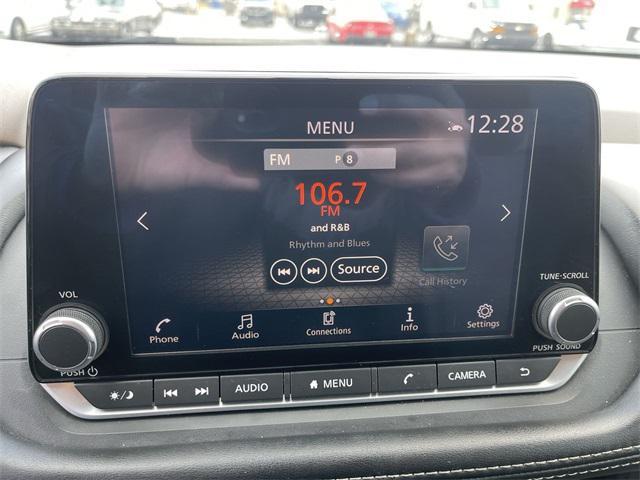 MENU 12:28
FM P 8
106.7
FM
and R&B
Rhythm and Blues
Source
Call History
TUNE·SCROLL
VOL
Phone Audio Connections Info Settings
PUSH PUSH SOUND
AUDIO MENU CAMERA